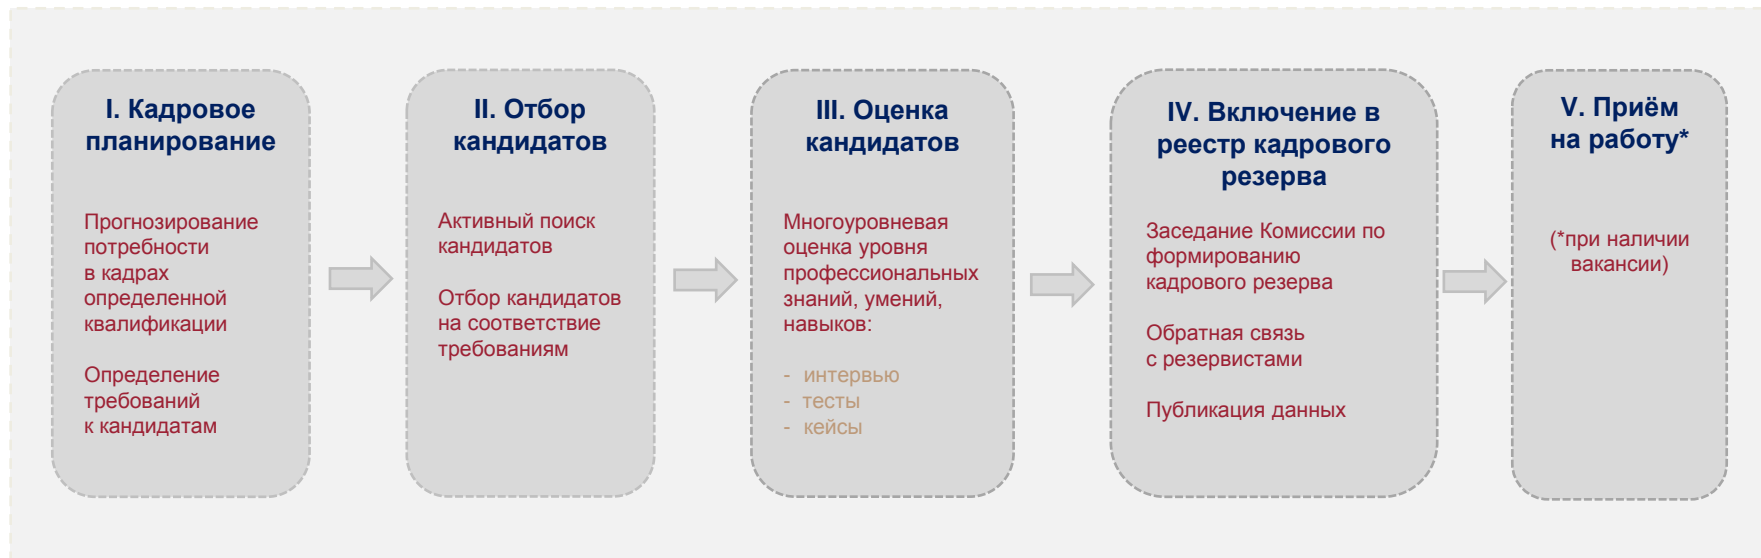 I. Кадровое
планирование
Прогнозирование
потребности
в кадрах
определенной
квалификации
Определение
требований
к кандидатам
II. Отбор
кандидатов
Активный поиск
кандидатов
Отбор кандидатов
на соответствие
требованиям
III. Оценка
кандидатов
Многоуровневая
оценка уровня
профессиональных
знаний, умений,
навыков:
- интервью
- тесты
- кейсы
IV. Включение в
реестр кадрового
резерва
Заседание Комиссии по
формированию
кадрового резерва
Обратная связь
с резервистами
Публикация данных
V. Приём
на работу*
(*при наличии
вакансии)